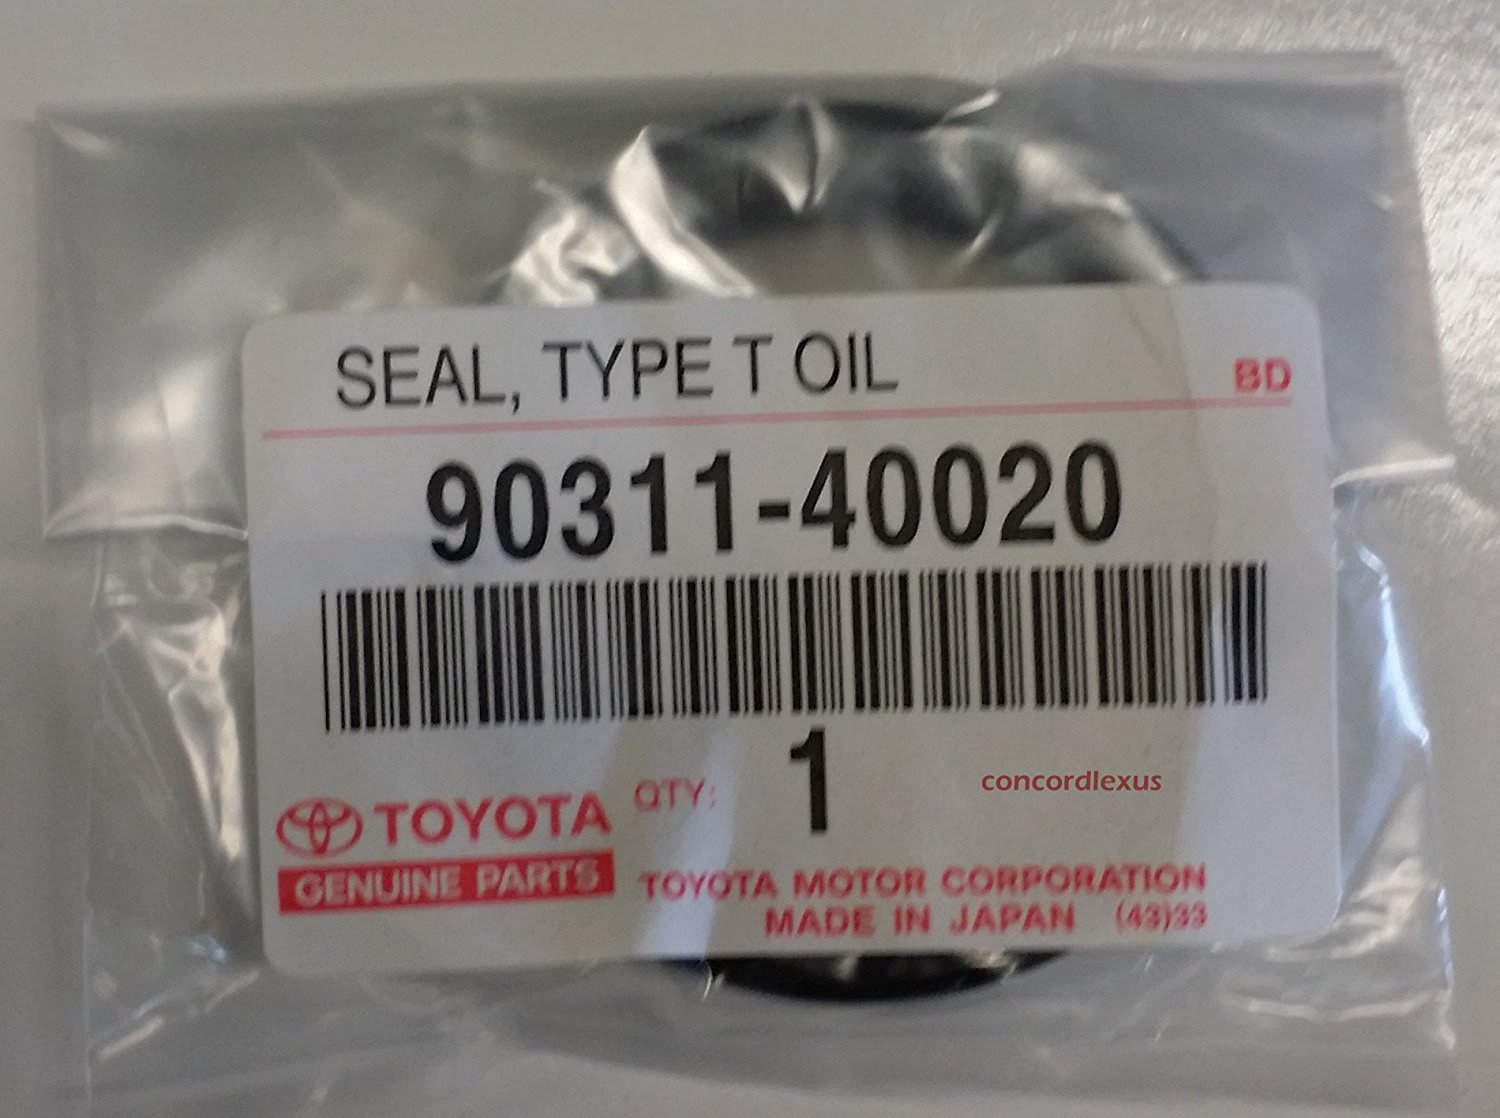 SEAL, TYPE T OIL
BD
90311-40020
1
QTY:
concordlexus
TOYOTA
GENUINE PARTS
TOYOTA MOTOR CORPORATION
MADE IN JAPAN (43)33